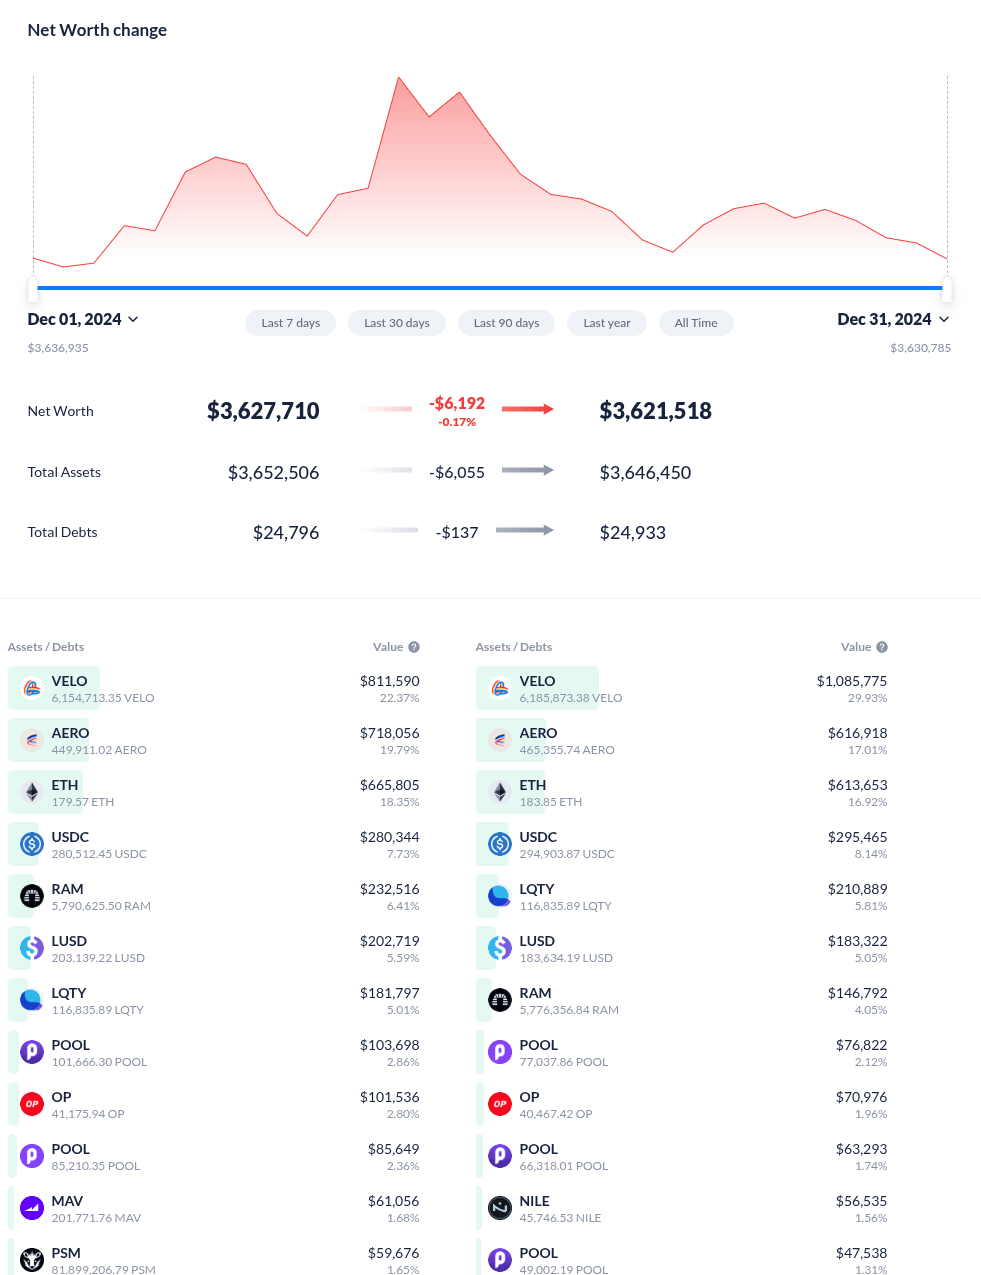 Net Worth change
Dec 01, 2024
Last 7 days
Last 30 days
Last 90 days
Last year
All Time
Dec 31, 2024
$3,636,935
$3,630,785
Net Worth
$3,627,710
-$6,192
-0.17%
$3,621,518
Total Assets
$3,652,506
-$6,055
$3,646,450
Total Debts
$24,796
-$137
$24,933
Assets / Debts
Value ?
VELO
$811,590
6,154,713.35 VELO
22.37%
AERO
$718,056
449,911.02 AERO
19.79%
ETH
$665,805
179.57 ETH
18.35%
USDC
$280,344
280,512.45 USDC
7.73%
RAM
$232,516
5,790,625.50 RAM
6.41%
LUSD
$202,719
203,139.22 LUSD
5.59%
LQTY
$181,797
116,835.89 LQTY
5.01%
POOL
$103,698
101,666.30 POOL
2.86%
OP
OP
$101,536
41,175.94 OP
2.80%
POOL
$85,649
85,210.35 POOL
2.36%
MAV
$61,056
201,771.76 MAV
1.68%
PSM
$59,676
81,899,206.79 PSM
1.65%
Assets / Debts
Value ?
VELO
$1,085,775
6,185,873.38 VELO
29.93%
AERO
$616,918
465,355.74 AERO
17.01%
ETH
$613,653
183.85 ETH
16.92%
USDC
$295,465
294,903.87 USDC
8.14%
LQTY
$210,889
116,835.89 LQTY
5.81%
LUSD
$183,322
183,634.19 LUSD
5.05%
RAM
$146,792
5,776,356.84 RAM
4.05%
POOL
$76,822
77,037.86 POOL
2.12%
OP
OP
$70,976
40,467.42 OP
1.96%
POOL
$63,293
66,318.01 POOL
1.74%
NILE
$56,535
45,746.53 NILE
1.56%
POOL
$47,538
49,002.19 POOL
1.31%